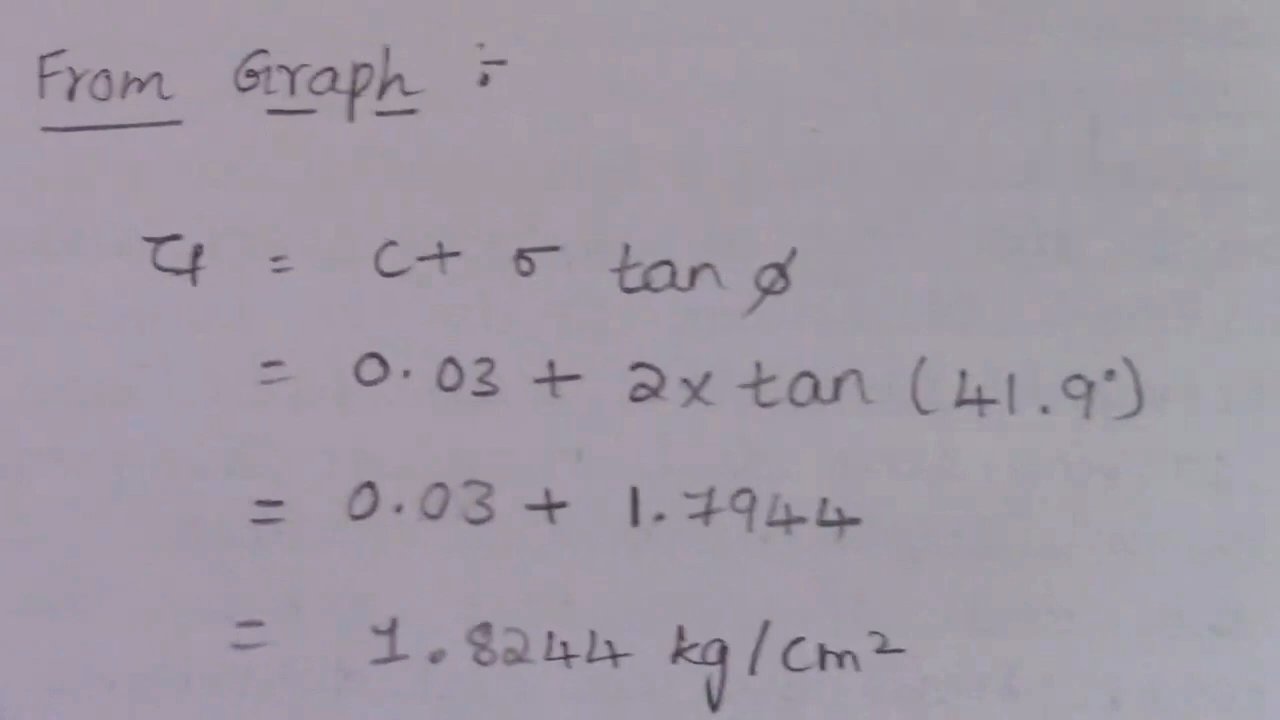 From Graph :-
τf = c + σ tan ϕ
= 0.03 + 2x tan (41.9°)
= 0.03 + 1.7944
= 1.8244 kg/cm²